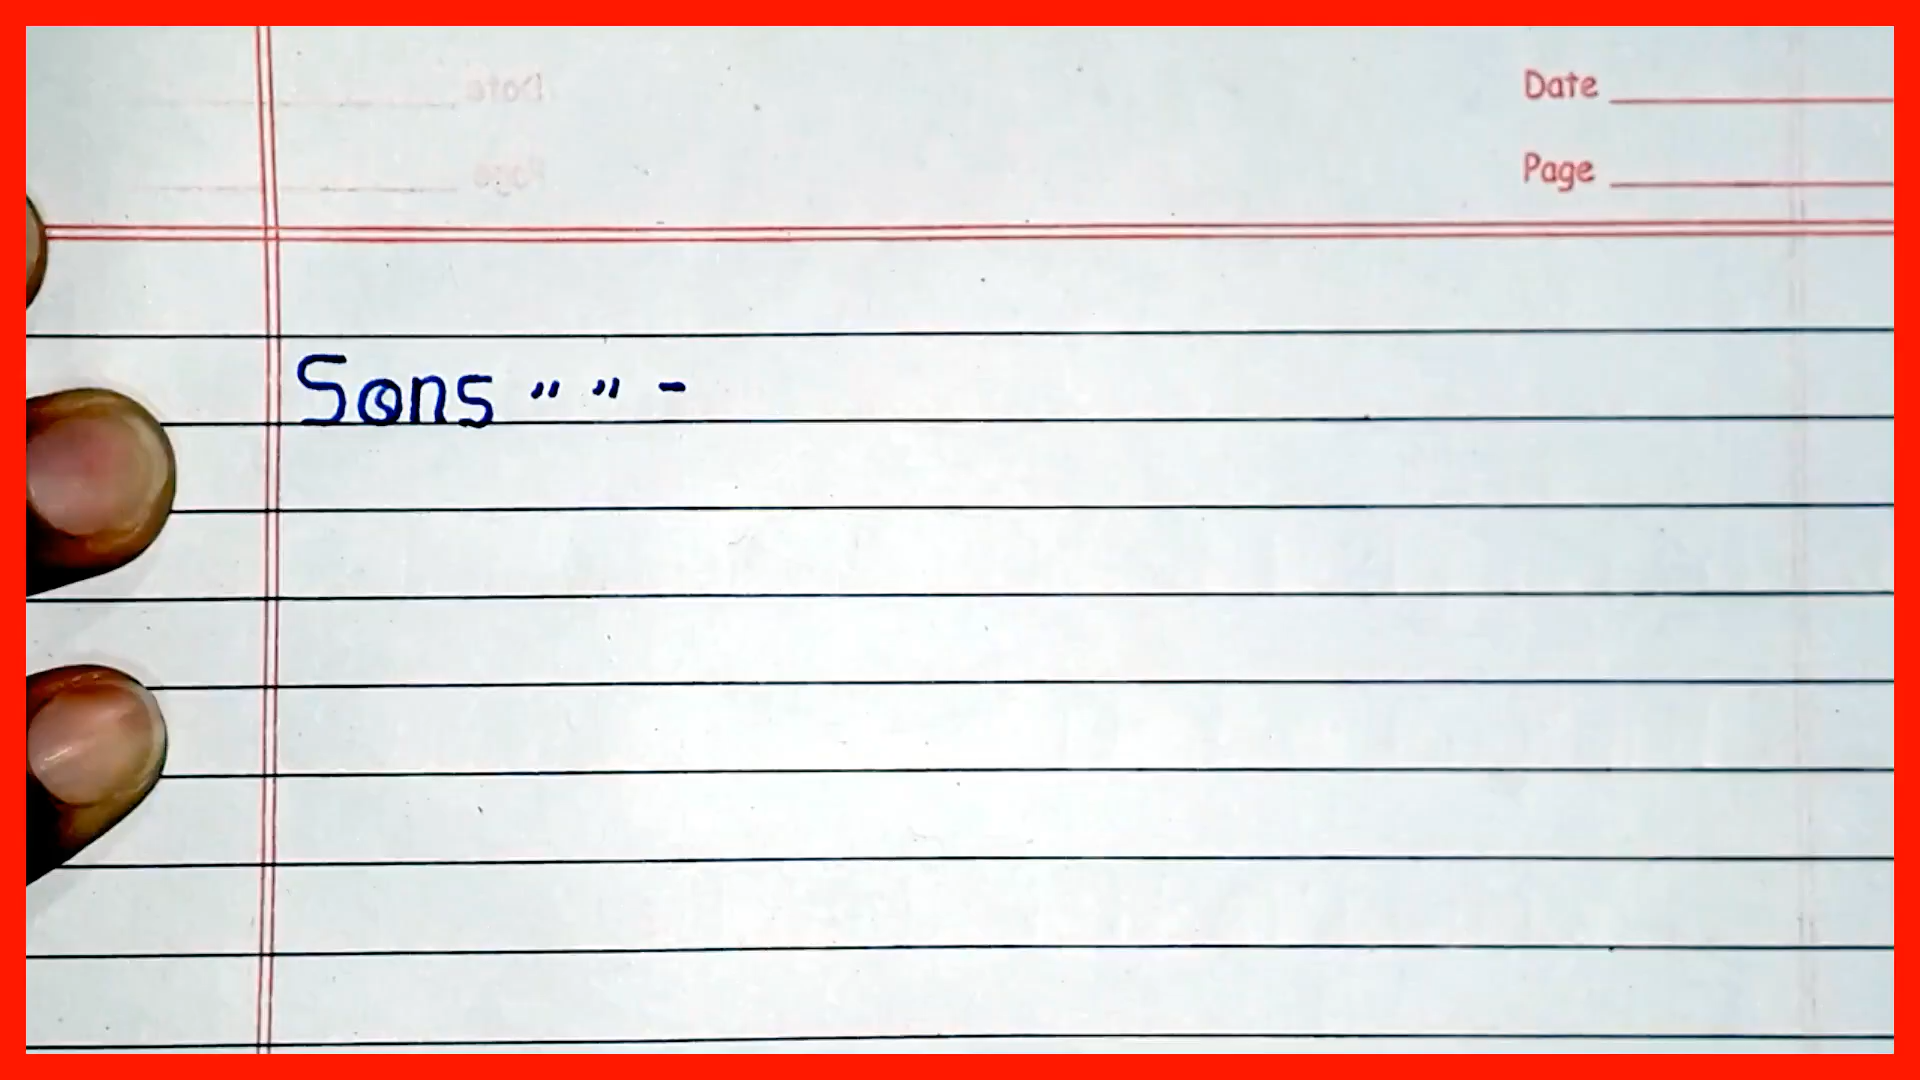 Date
Page
Sons " " -